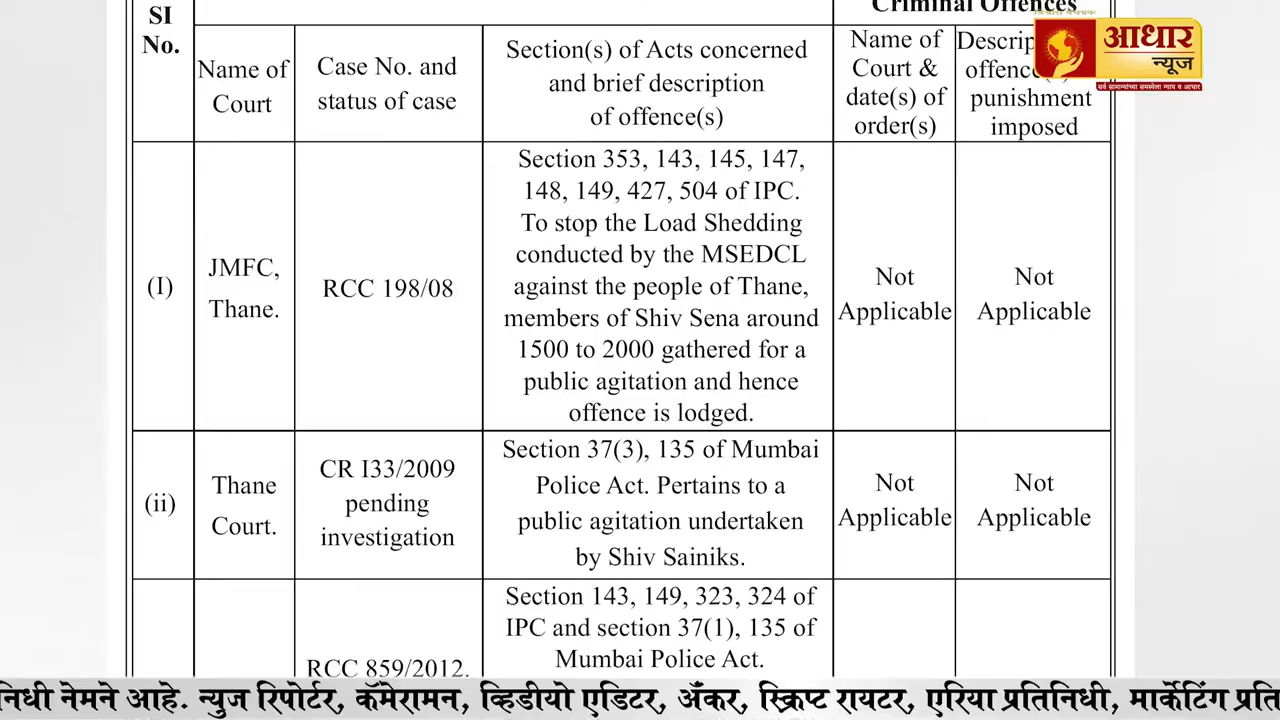 Criminal Offences
SI
No.
Name of
Court
Case No. and
status of case
Section(s) of Acts concerned
and brief description
of offence(s)
Name of
Court &
date(s) of
order(s)
punishment
imposed
आधार
न्यूज
(I)
JMFC,
Thane.
RCC 198/08
Section 353, 143, 145, 147,
148, 149, 427, 504 of IPC.
To stop the Load Shedding
conducted by the MSEDCL
against the people of Thane,
members of Shiv Sena around
1500 to 2000 gathered for a
public agitation and hence
offence is lodged.
Not
Applicable
Not
Applicable
(ii)
Thane
Court.
CR I33/2009
pending
investigation
Section 37(3), 135 of Mumbai
Police Act. Pertains to a
public agitation undertaken
by Shiv Sainiks.
Not
Applicable
Not
Applicable
RCC 859/2012.
Section 143, 149, 323, 324 of
IPC and section 37(1), 135 of
Mumbai Police Act.
निधी नेमने आहे. न्युज रिपोर्टर, कॅमेरामन, व्हिडीयो एडिटर, अँकर, स्क्रिप्ट रायटर, एरिया प्रतिनिधी, मार्केटिंग प्रति